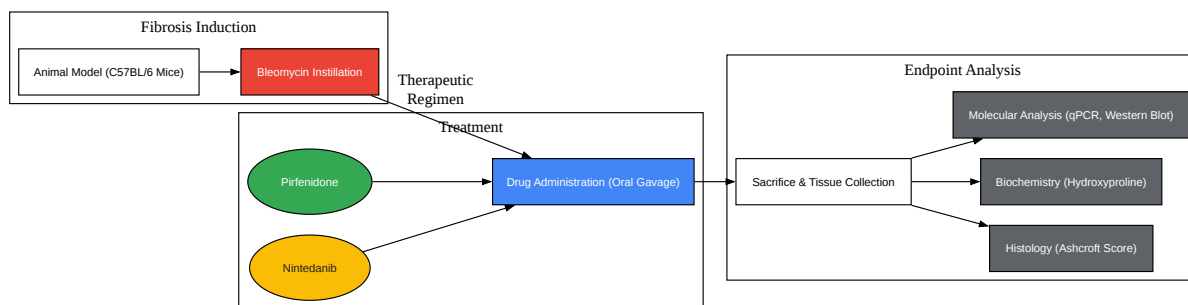 Fibrosis Induction
Animal Model (C57BL/6 Mice)
Bleomycin Instillation
Therapeutic
Regimen
Treatment
Pirfenidone
Nintedanib
Drug Administration (Oral Gavage)
Endpoint Analysis
Sacrifice & Tissue Collection
Molecular Analysis (qPCR, Western Blot)
Biochemistry (Hydroxyproline)
Histology (Ashcroft Score)